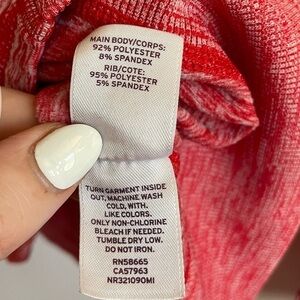 MAIN BODY/CORPS:
92% POLYESTER
8% SPANDEX
RIB/COTE:
95% POLYESTER
5% SPANDEX
TURN GARMENT INSIDE
OUT, MACHINE WASH
COLD, WITH
LIKE COLORS.
ONLY NON-CHLORINE
BLEACH IF NEEDED.
TUMBLE DRY LOW.
DO NOT IRON.
RN58665
CA57963
NR321090MI